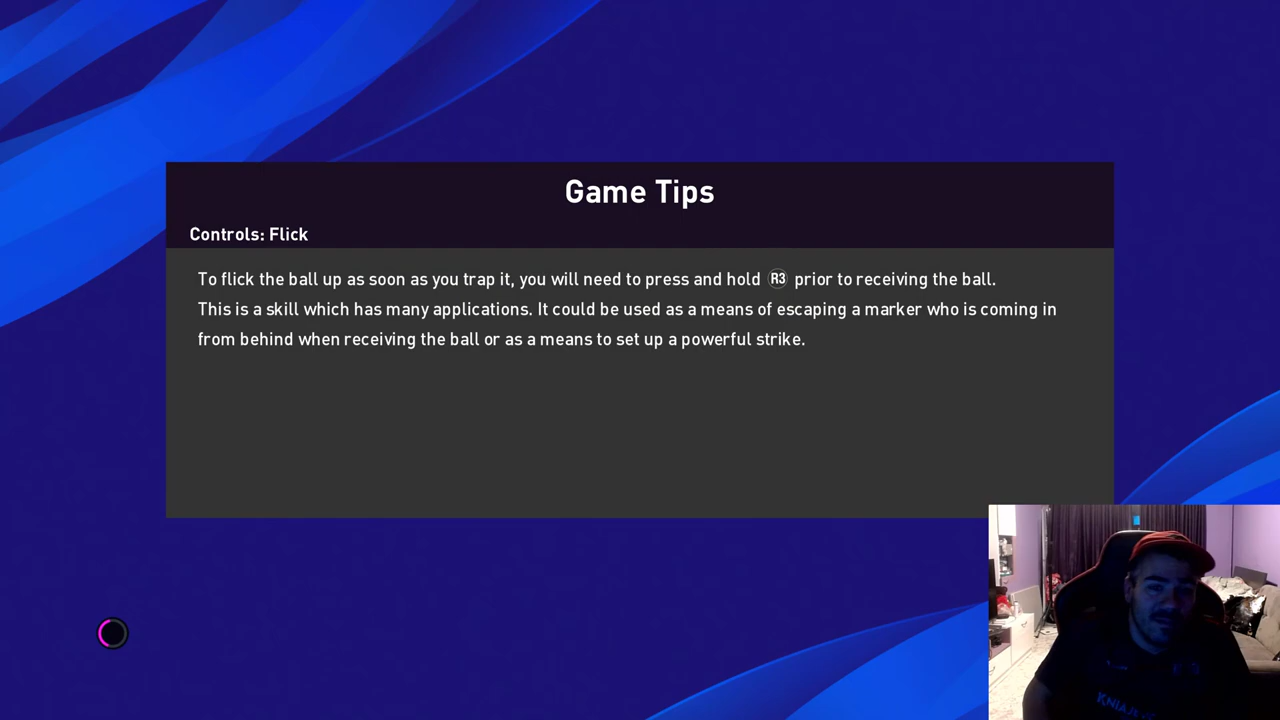 Game Tips
Controls: Flick
To flick the ball up as soon as you trap it, you will need to press and hold R3 prior to receiving the ball.
This is a skill which has many applications. It could be used as a means of escaping a marker who is coming in
from behind when receiving the ball or as a means to set up a powerful strike.